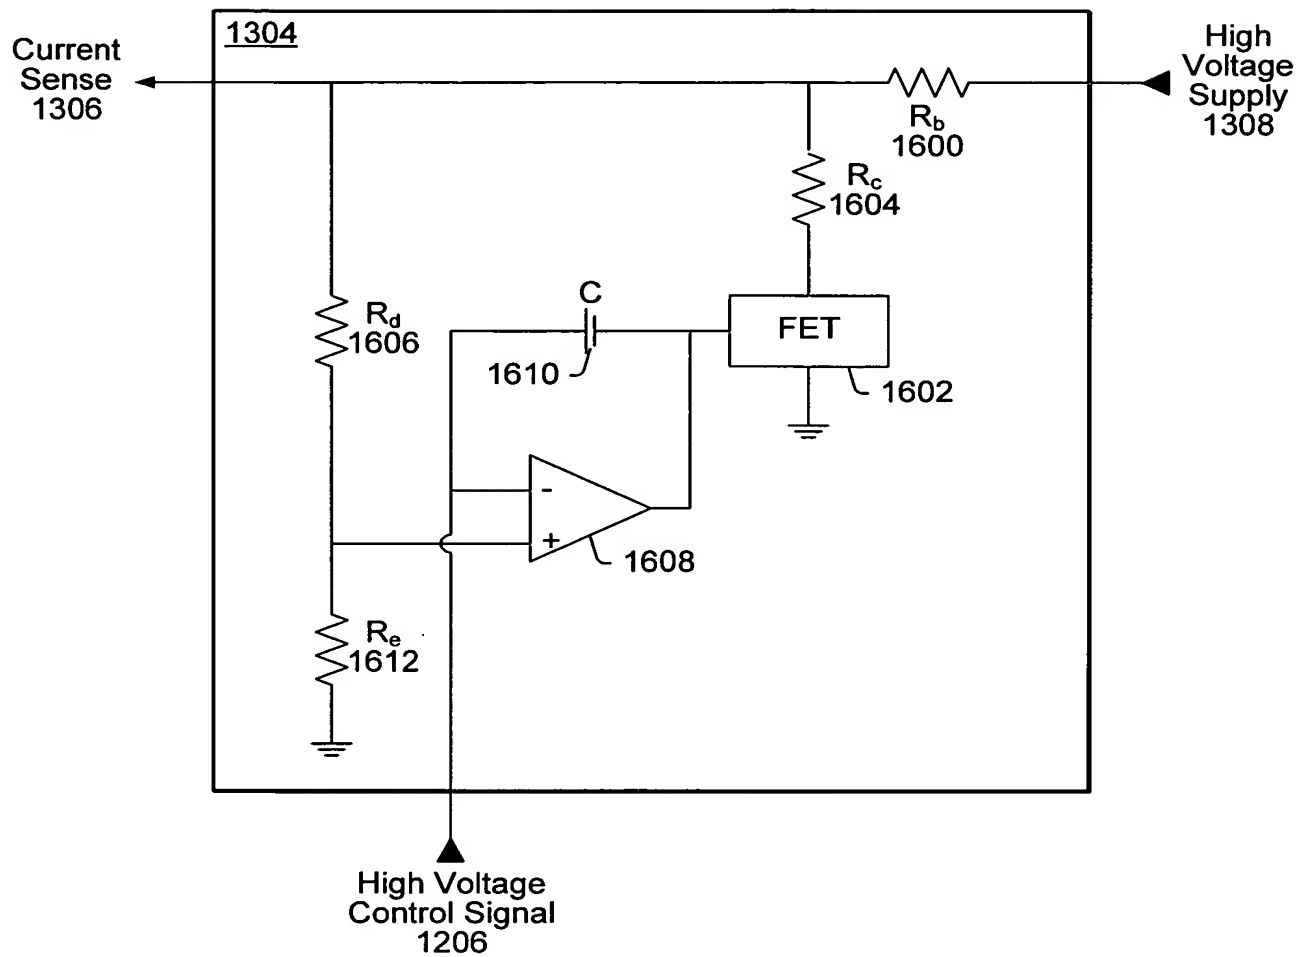 1304
Current
Sense
1306
High
Voltage
Supply
1308
Rb
1600
Rc
1604
C
1610
FET
1602
Rd
1606
-
+
1608
Re
1612
High Voltage
Control Signal
1206